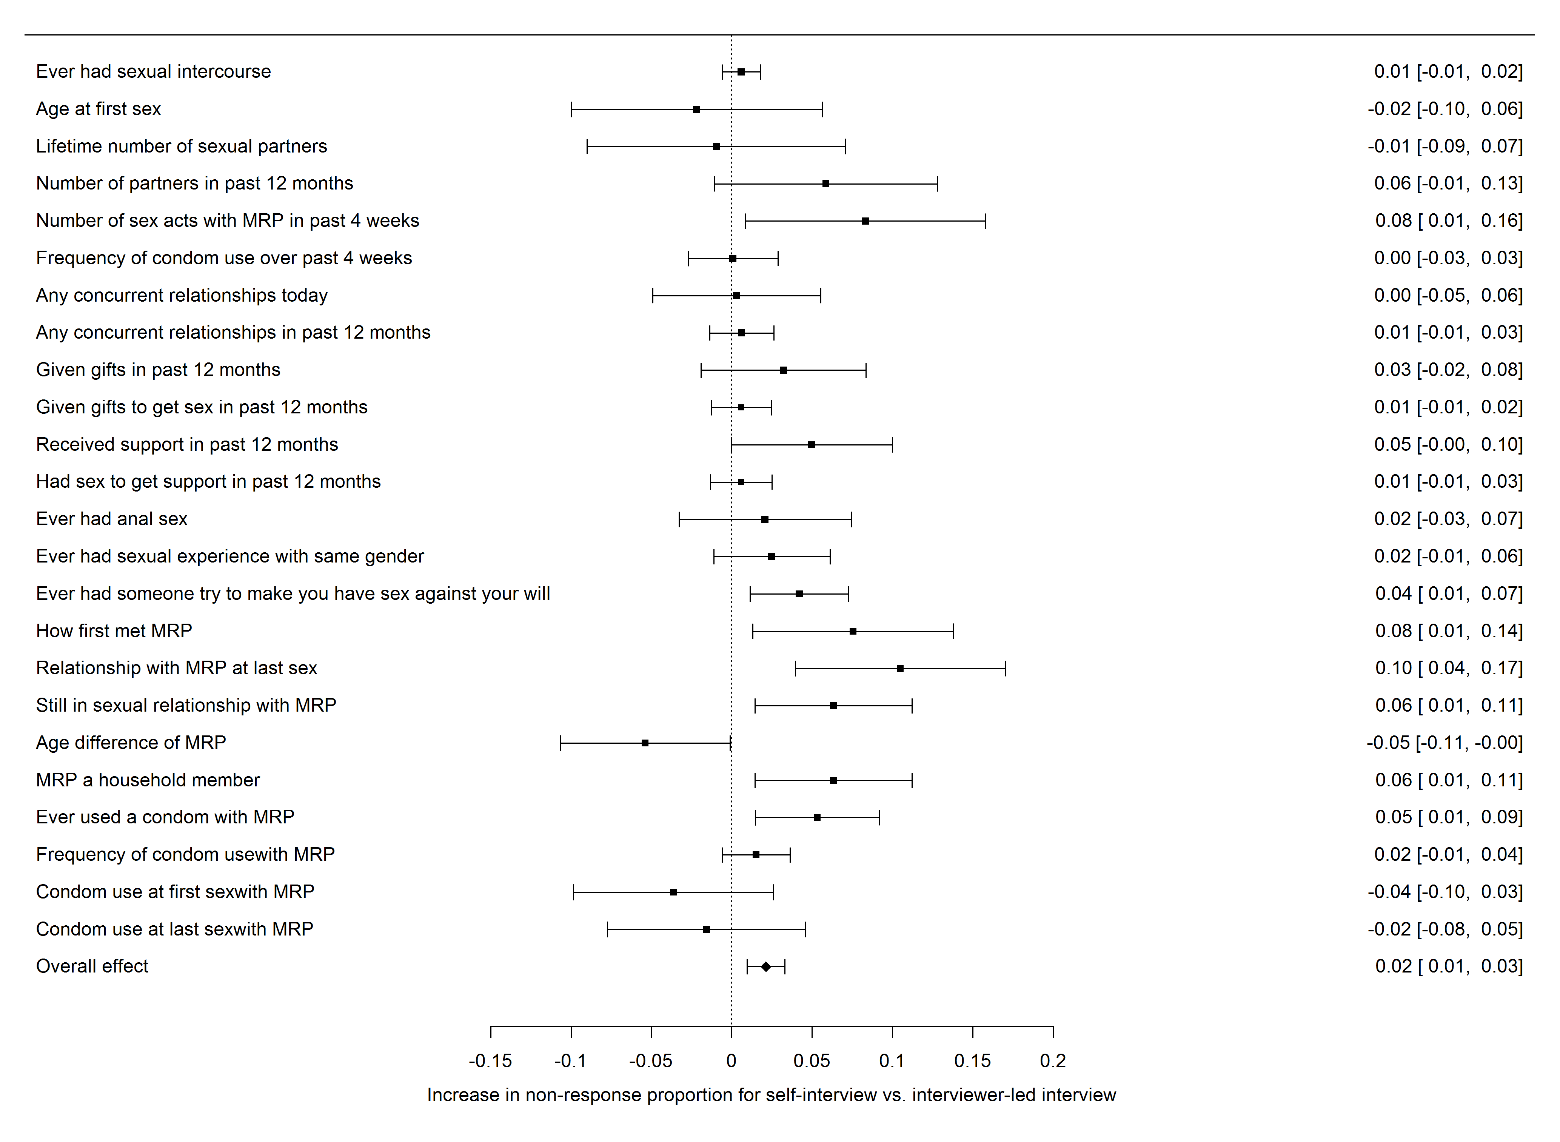 Ever had sexual intercourse 0.01 [-0.01, 0.02]
Age at first sex -0.02 [-0.10, 0.06]
Lifetime number of sexual partners -0.01 [-0.09, 0.07]
Number of partners in past 12 months 0.06 [-0.01, 0.13]
Number of sex acts with MRP in past 4 weeks 0.08 [ 0.01, 0.16]
Frequency of condom use over past 4 weeks 0.00 [-0.03, 0.03]
Any concurrent relationships today 0.00 [-0.05, 0.06]
Any concurrent relationships in past 12 months 0.01 [-0.01, 0.03]
Given gifts in past 12 months 0.03 [-0.02, 0.08]
Given gifts to get sex in past 12 months 0.01 [-0.01, 0.02]
Received support in past 12 months 0.05 [-0.00, 0.10]
Had sex to get support in past 12 months 0.01 [-0.01, 0.03]
Ever had anal sex 0.02 [-0.03, 0.07]
Ever had sexual experience with same gender 0.02 [-0.01, 0.06]
Ever had someone try to make you have sex against your will 0.04 [ 0.01, 0.07]
How first met MRP 0.08 [ 0.01, 0.14]
Relationship with MRP at last sex 0.10 [ 0.04, 0.17]
Still in sexual relationship with MRP 0.06 [ 0.01, 0.11]
Age difference of MRP -0.05 [-0.11, -0.00]
MRP a household member 0.06 [ 0.01, 0.11]
Ever used a condom with MRP 0.05 [ 0.01, 0.09]
Frequency of condom usewith MRP 0.02 [-0.01, 0.04]
Condom use at first sexwith MRP -0.04 [-0.10, 0.03]
Condom use at last sexwith MRP -0.02 [-0.08, 0.05]
Overall effect 0.02 [ 0.01, 0.03]
-0.15 -0.1 -0.05 0 0.05 0.1 0.15 0.2
Increase in non-response proportion for self-interview vs. interviewer-led interview